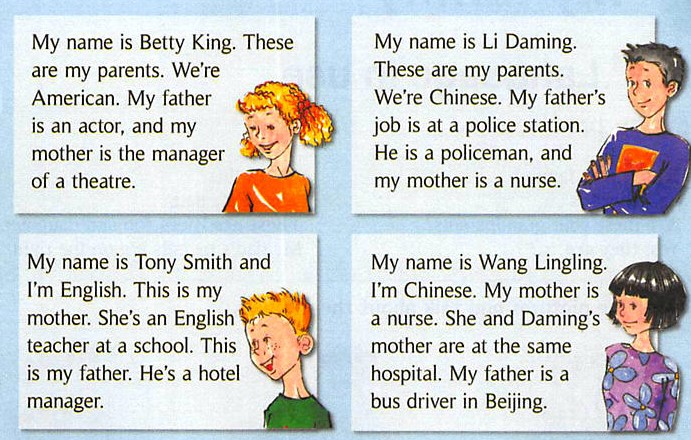 My name is Betty King. These
are my parents. We're
American. My father
is an actor, and my
mother is the manager
of a theatre.
My name is Li Daming.
These are my parents.
We're Chinese. My father's
job is at a police station.
He is a policeman, and
my mother is a nurse.
My name is Tony Smith and
I'm English. This is my
mother. She's an English
teacher at a school. This
is my father. He's a hotel
manager.
My name is Wang Lingling.
I'm Chinese. My mother is
a nurse. She and Daming's
mother are at the same
hospital. My father is a
bus driver in Beijing.